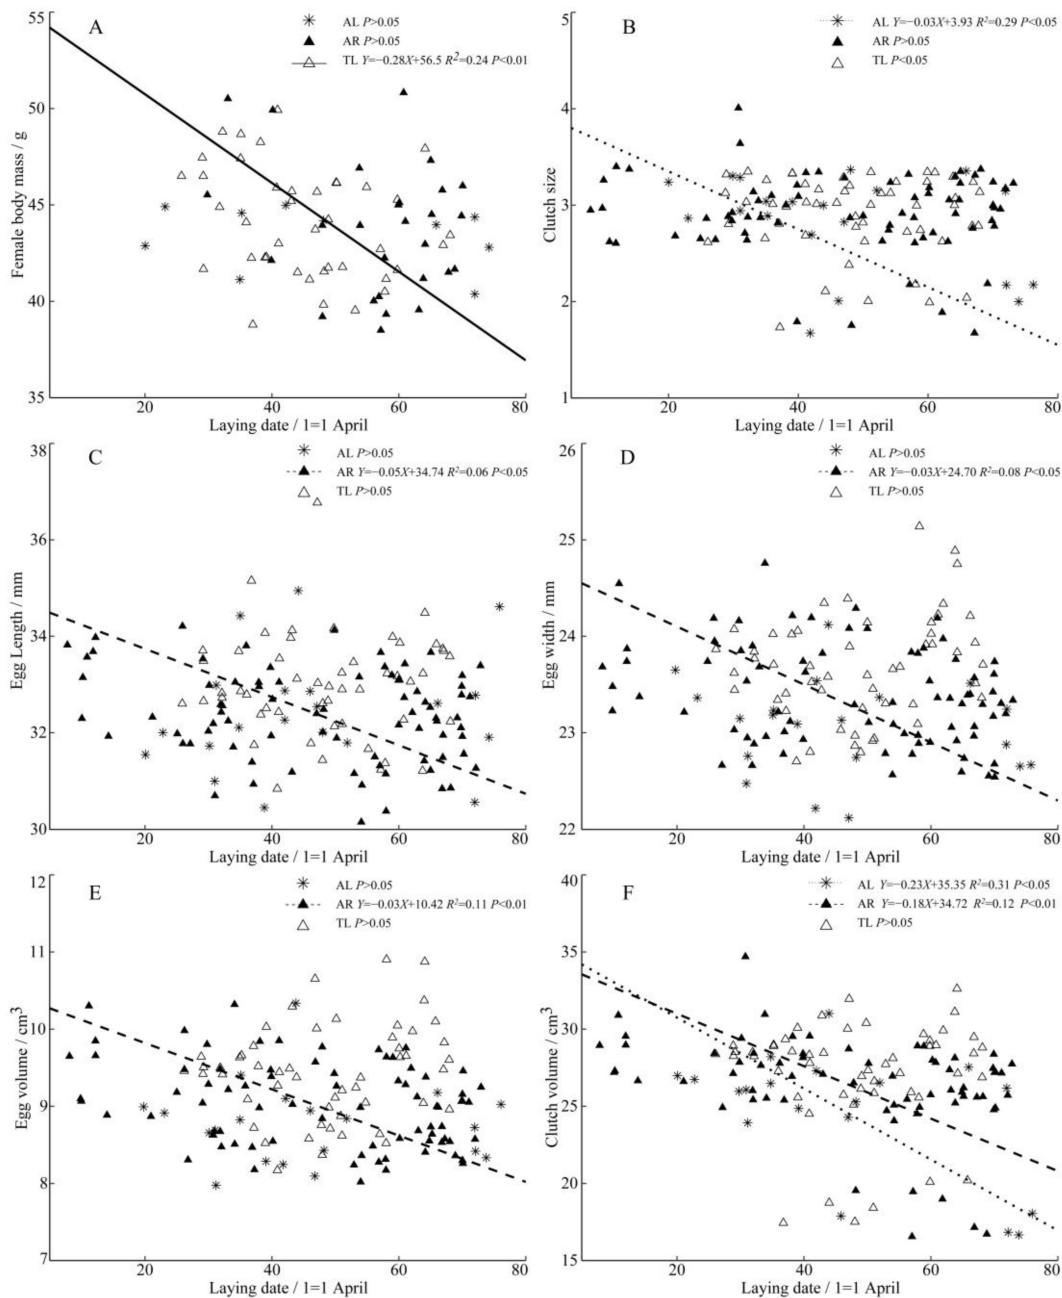 A
AL P>0.05
AR P>0.05
TL Y=−0.28X+56.5 R²=0.24 P<0.01
55
50
45
40
35
Female body mass / g
20 40 60 80
Laying date / 1=1 April
B
AL Y=−0.03X+3.93 R²=0.29 P<0.05
AR P>0.05
TL P<0.05
5
4
3
2
1
Clutch size
20 40 60 80
Laying date / 1=1 April
C
AL P>0.05
AR Y=−0.05X+34.74 R²=0.06 P<0.05
TL P>0.05
38
36
34
32
30
Egg Length / mm
20 40 60 80
Laying date / 1=1 April
D
AL P>0.05
AR Y=−0.03X+24.70 R²=0.08 P<0.05
TL P>0.05
26
25
24
23
22
Egg width / mm
20 40 60 80
Laying date / 1=1 April
E
AL P>0.05
AR Y=−0.03X+10.42 R²=0.11 P<0.01
TL P>0.05
12
11
10
9
8
7
Egg volume / cm³
20 40 60 80
Laying date / 1=1 April
F
AL Y=−0.23X+35.35 R²=0.31 P<0.05
AR Y=−0.18X+34.72 R²=0.12 P<0.01
TL P>0.05
40
35
30
25
20
15
Clutch volume / cm³
20 40 60 80
Laying date / 1=1 April